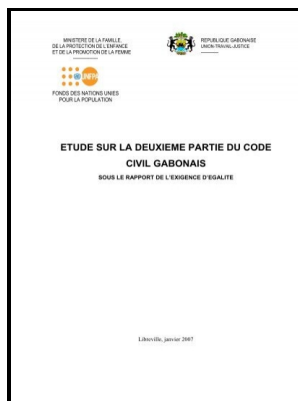 MINISTERE DE LA FAMILLE,
DE LA PROTECTION DE L'ENFANCE
ET DE LA PROMOTION DE LA FEMME
REPUBLIQUE GABONAISE
UNION-TRAVAIL-JUSTICE
UNFPA
FONDS DES NATIONS UNIES
POUR LA POPULATION
ETUDE SUR LA DEUXIEME PARTIE DU CODE
CIVIL GABONAIS
SOUS LE RAPPORT DE L'EXIGENCE D'EGALITE
Libreville, janvier 2007